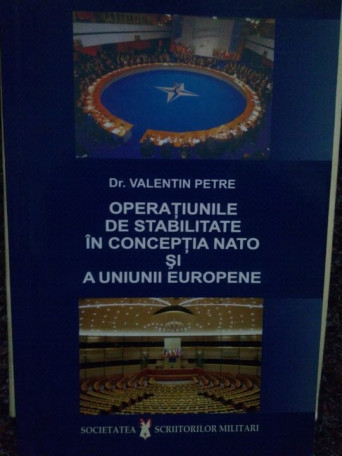 Dr. VALENTIN PETRE
OPERAȚIUNILE
DE STABILITATE
ÎN CONCEPȚIA NATO
ȘI
A UNIUNII EUROPENE
SOCIETATEA SCRIITORILOR MILITARI